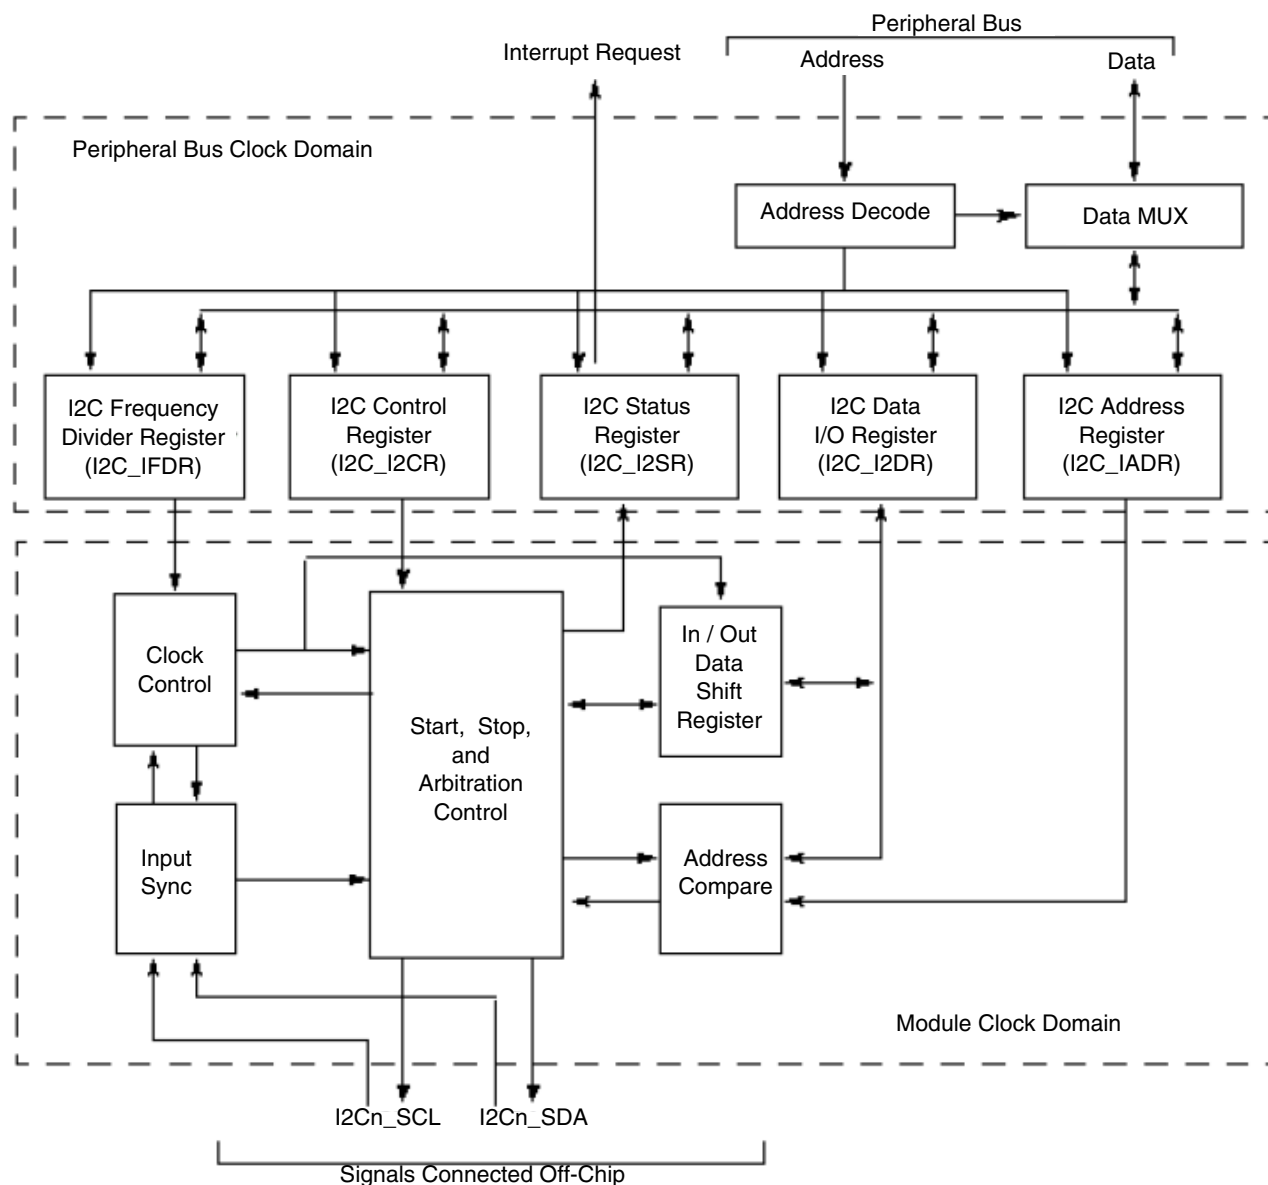 Peripheral Bus
Interrupt Request
Address
Data
Peripheral Bus Clock Domain
Address Decode
Data MUX
I2C Frequency
Divider Register
(I2C_IFDR)
I2C Control
Register
(I2C_I2CR)
I2C Status
Register
(I2C_I2SR)
I2C Data
I/O Register
(I2C_I2DR)
I2C Address
Register
(I2C_IADR)
Clock
Control
Start, Stop,
and
Arbitration
Control
In / Out
Data
Shift
Register
Input
Sync
Address
Compare
Module Clock Domain
I2Cn_SCL
I2Cn_SDA
Signals Connected Off-Chip